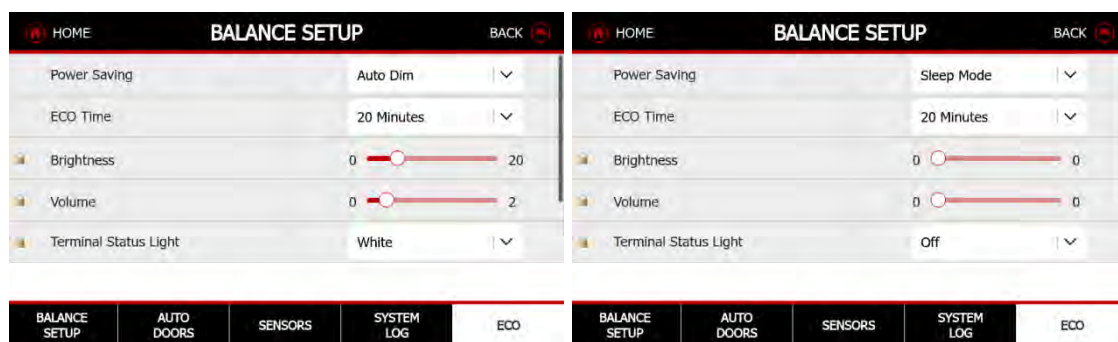 HOME BALANCE SETUP BACK
Power Saving Auto Dim
ECO Time 20 Minutes
Brightness 0 20
Volume 0 2
Terminal Status Light White
BALANCE SETUP AUTO DOORS SENSORS SYSTEM LOG ECO
HOME BALANCE SETUP BACK
Power Saving Sleep Mode
ECO Time 20 Minutes
Brightness 0 0
Volume 0 0
Terminal Status Light Off
BALANCE SETUP AUTO DOORS SENSORS SYSTEM LOG ECO